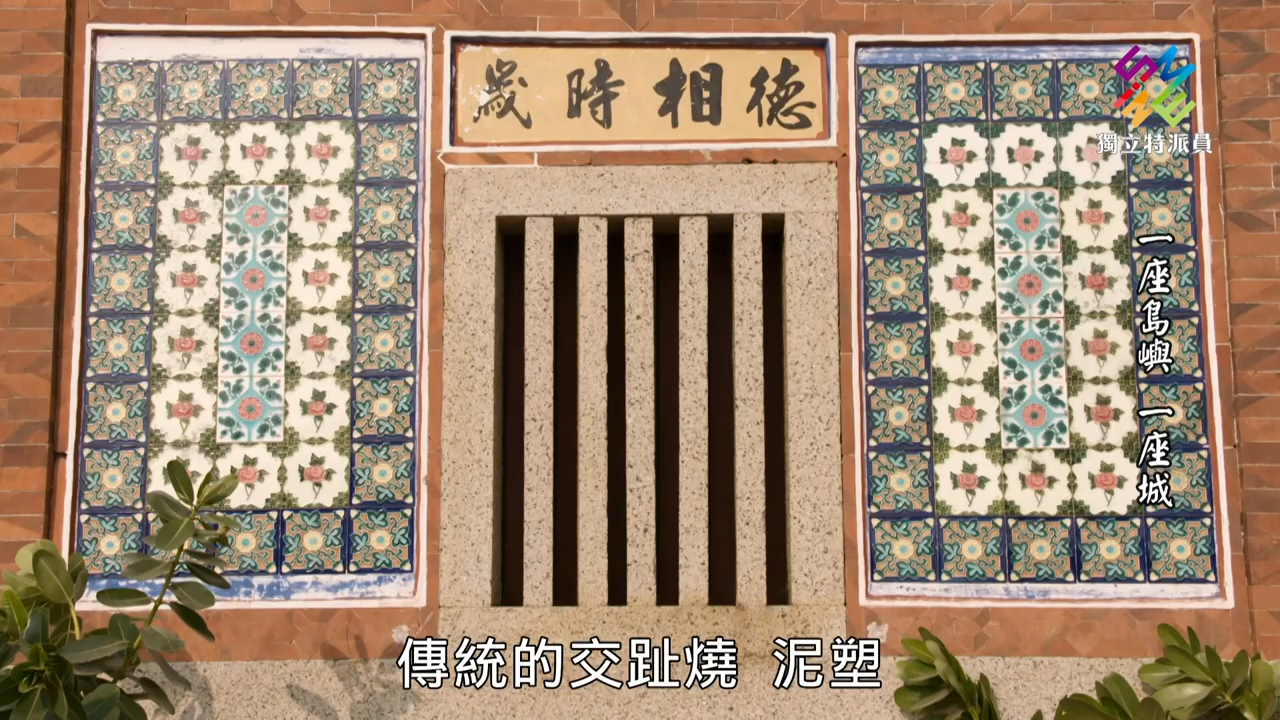 德相時歲
獨立特派員
一座島嶼 一座城
傳統的交趾燒 泥塑